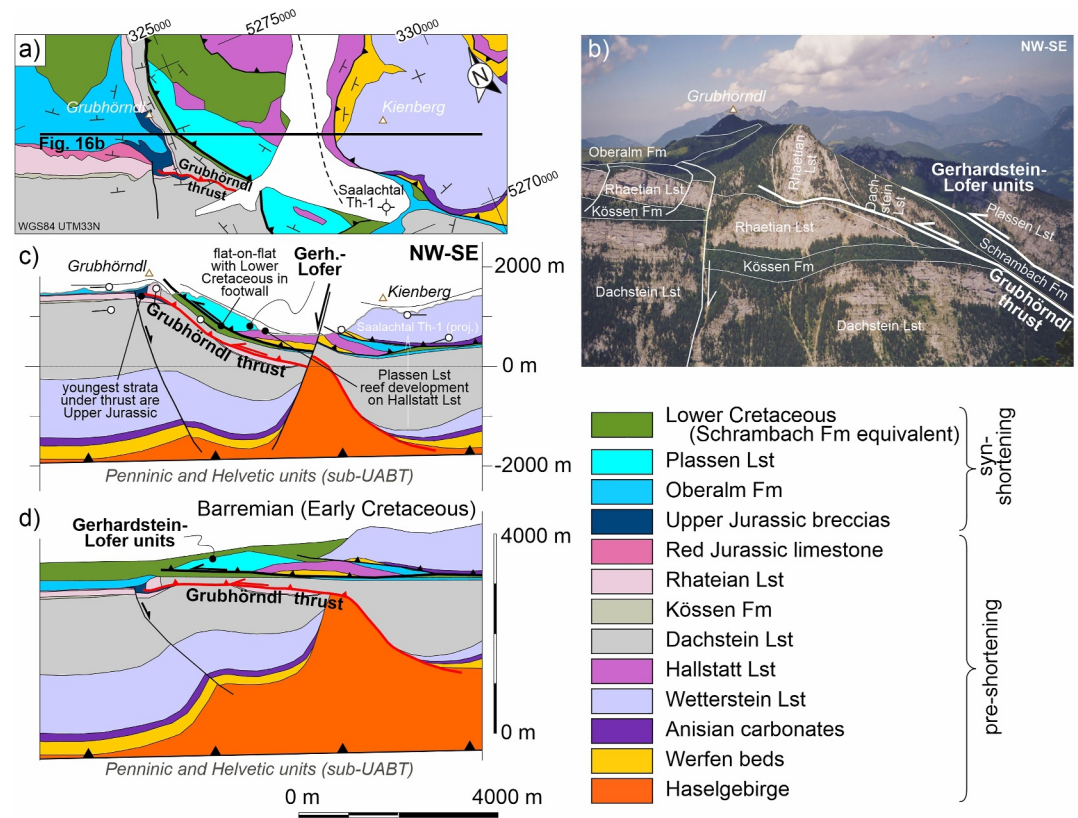 a)
325000
5275000
330000
N
Grubhörndl
Kienberg
Fig. 16b
Grubhörndl
thrust
Saalachtal
Th-1
5270000
WGS84 UTM33N
b)
NW-SE
Grubhörndl
Oberalm Fm
Rhaetian Lst
Kössen Fm
Rhaetian Lst
Rhaetian Lst
Dach-
stein
Lst
Gerhardstein-
Lofer units
Plassen Lst
Schrambach Fm
Kössen Fm
Grubhörndl
thrust
Dachstein Lst
Dachstein Lst
c)
Grubhörndl
flat-on-flat
with Lower
Cretaceous in
footwall
Gerh.-
Lofer
NW-SE
2000 m
Kienberg
Saalachtal Th-1 (proj.)
Grubhörndl thrust
0 m
youngest strata
under thrust are
Upper Jurassic
Plassen Lst
reef development
on Hallstatt Lst
-2000 m
Penninic and Helvetic units (sub-UABT)
d)
Barremian (Early Cretaceous)
Gerhardstein-
Lofer units
4000 m
Grubhörndl thrust
0 m
Penninic and Helvetic units (sub-UABT)
0 m
4000 m
Lower Cretaceous
(Schrambach Fm equivalent)
Plassen Lst
Oberalm Fm
Upper Jurassic breccias
syn-
shortening
Red Jurassic limestone
Rhateian Lst
Kössen Fm
Dachstein Lst
Hallstatt Lst
Wetterstein Lst
Anisian carbonates
Werfen beds
Haselgebirge
pre-shortening